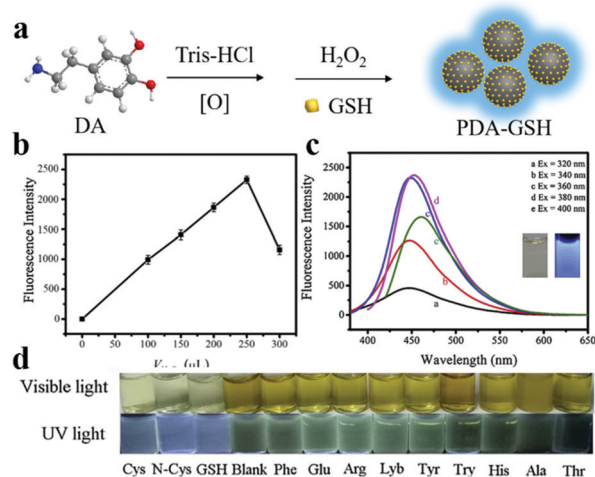 a
Tris-HCl
[O]
H2O2
GSH
DA
PDA-GSH
b
Fluorescence Intensity
2500
2000
1500
1000
500
0
0 50 100 150 200 250 300
(μL)
c
Fluorescence Intensity
2500
2000
1500
1000
500
0
400 450 500 550 600 650
Wavelength (nm)
a Ex = 320 nm
b Ex = 340 nm
c Ex = 360 nm
d Ex = 380 nm
e Ex = 400 nm
d
c
e
b
a
d
Visible light
UV light
Cys N-Cys GSH Blank Phe Glu Arg Lyb Tyr Try His Ala Thr